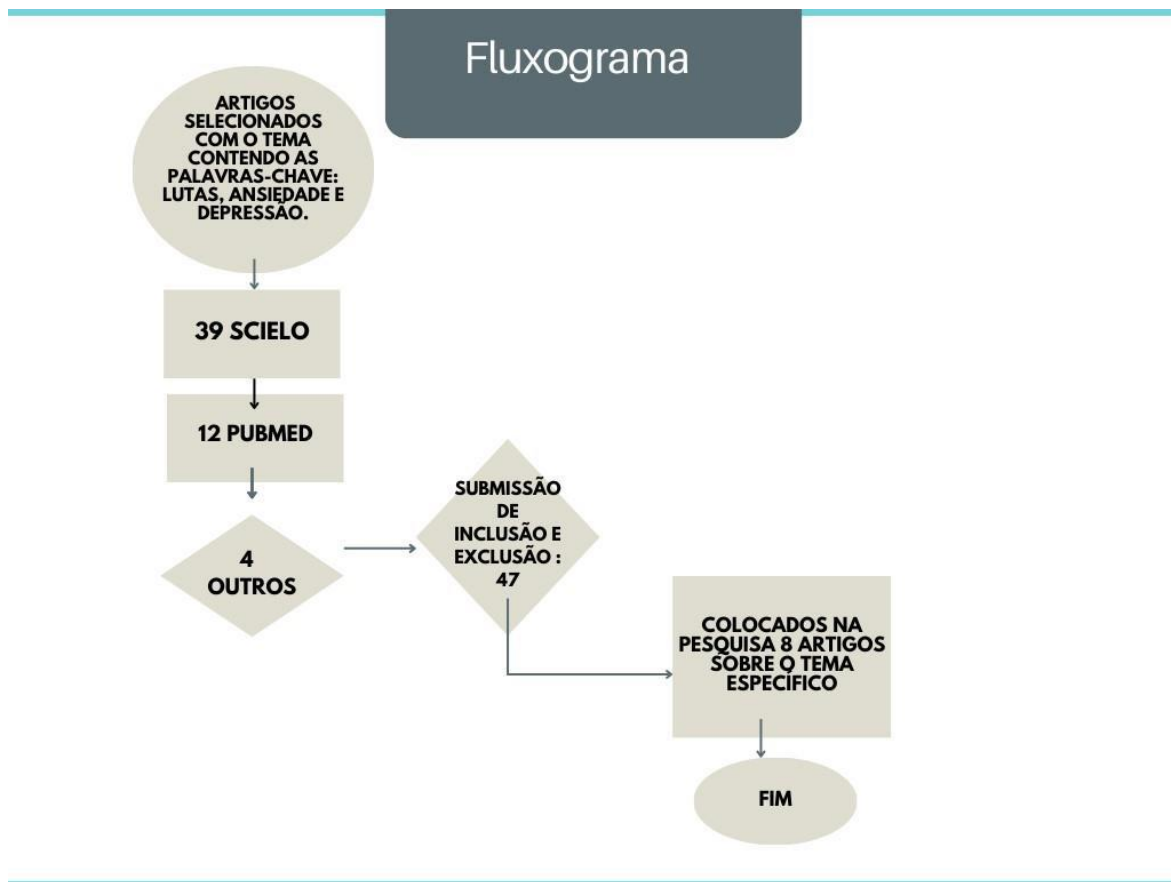 Fluxograma
ARTIGOS
SELECIONADOS
COM O TEMA
CONTENDO AS
PALAVRAS-CHAVE:
LUTAS, ANSIEDADE E
DEPRESSÃO.
39 SCIELO
12 PUBMED
4
OUTROS
SUBMISSÃO
DE
INCLUSÃO E
EXCLUSÃO :
47
COLOCADOS NA
PESQUISA 8 ARTIGOS
SOBRE O TEMA
ESPECÍFICO
FIM